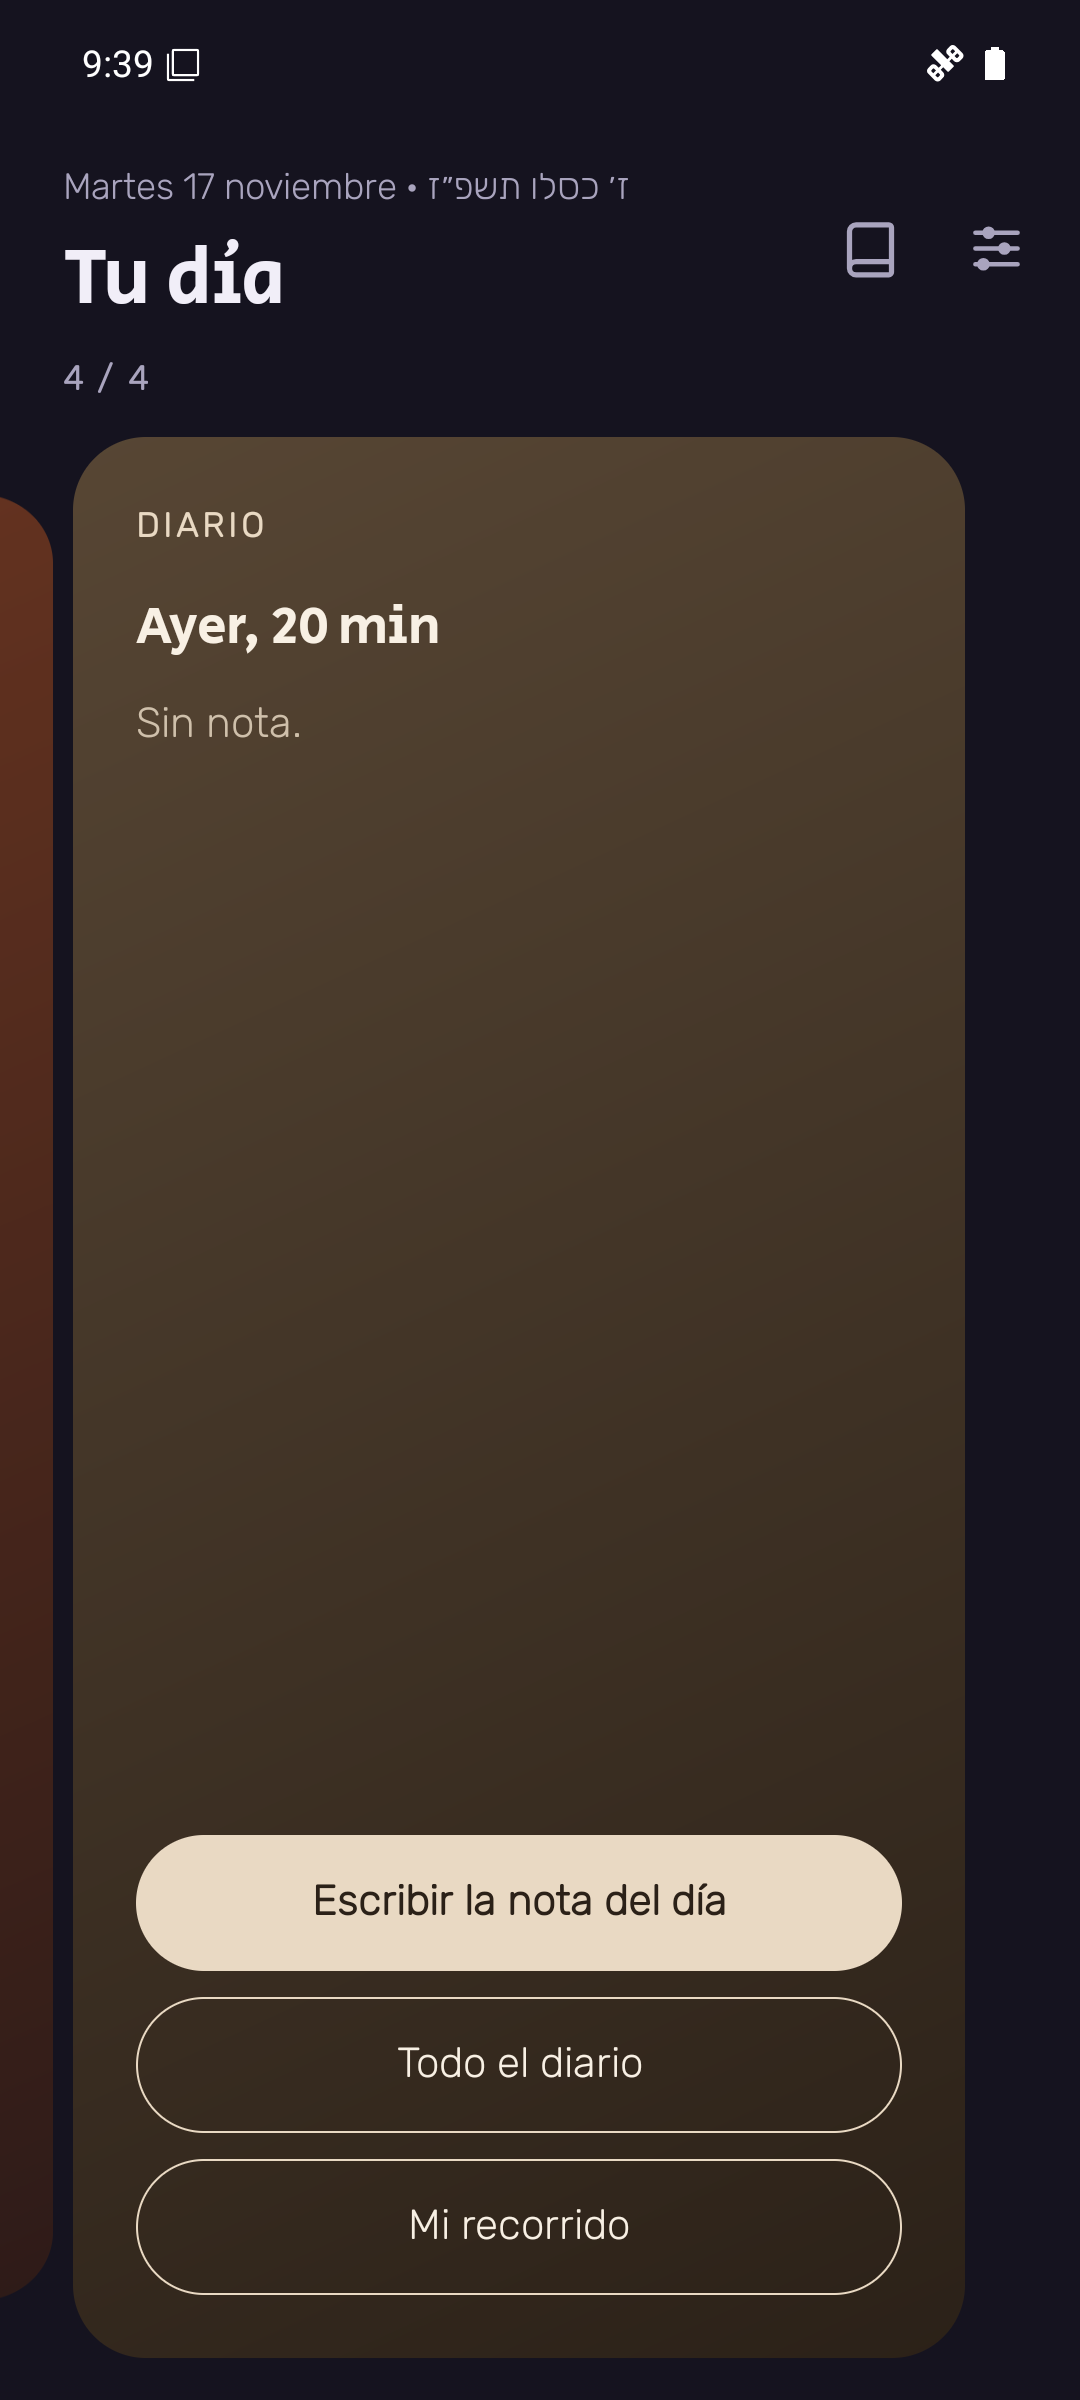 9:39
Martes 17 noviembre • ז׳ כסלו תשפ״ז
Tu día
4 / 4
DIARIO
Ayer, 20 min
Sin nota.
Escribir la nota del día
Todo el diario
Mi recorrido